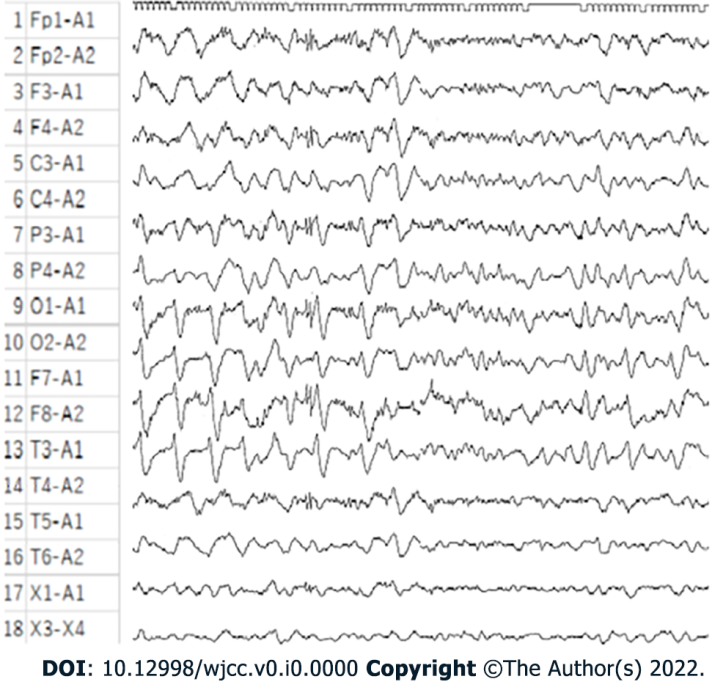 1 Fp1-A1
2 Fp2-A2
3 F3-A1
4 F4-A2
5 C3-A1
6 C4-A2
7 P3-A1
8 P4-A2
9 O1-A1
10 O2-A2
11 F7-A1
12 F8-A2
13 T3-A1
14 T4-A2
15 T5-A1
16 T6-A2
17 X1-A1
18 X3-X4
DOI: 10.12998/wjcc.v0.i0.0000 Copyright ©The Author(s) 2022.